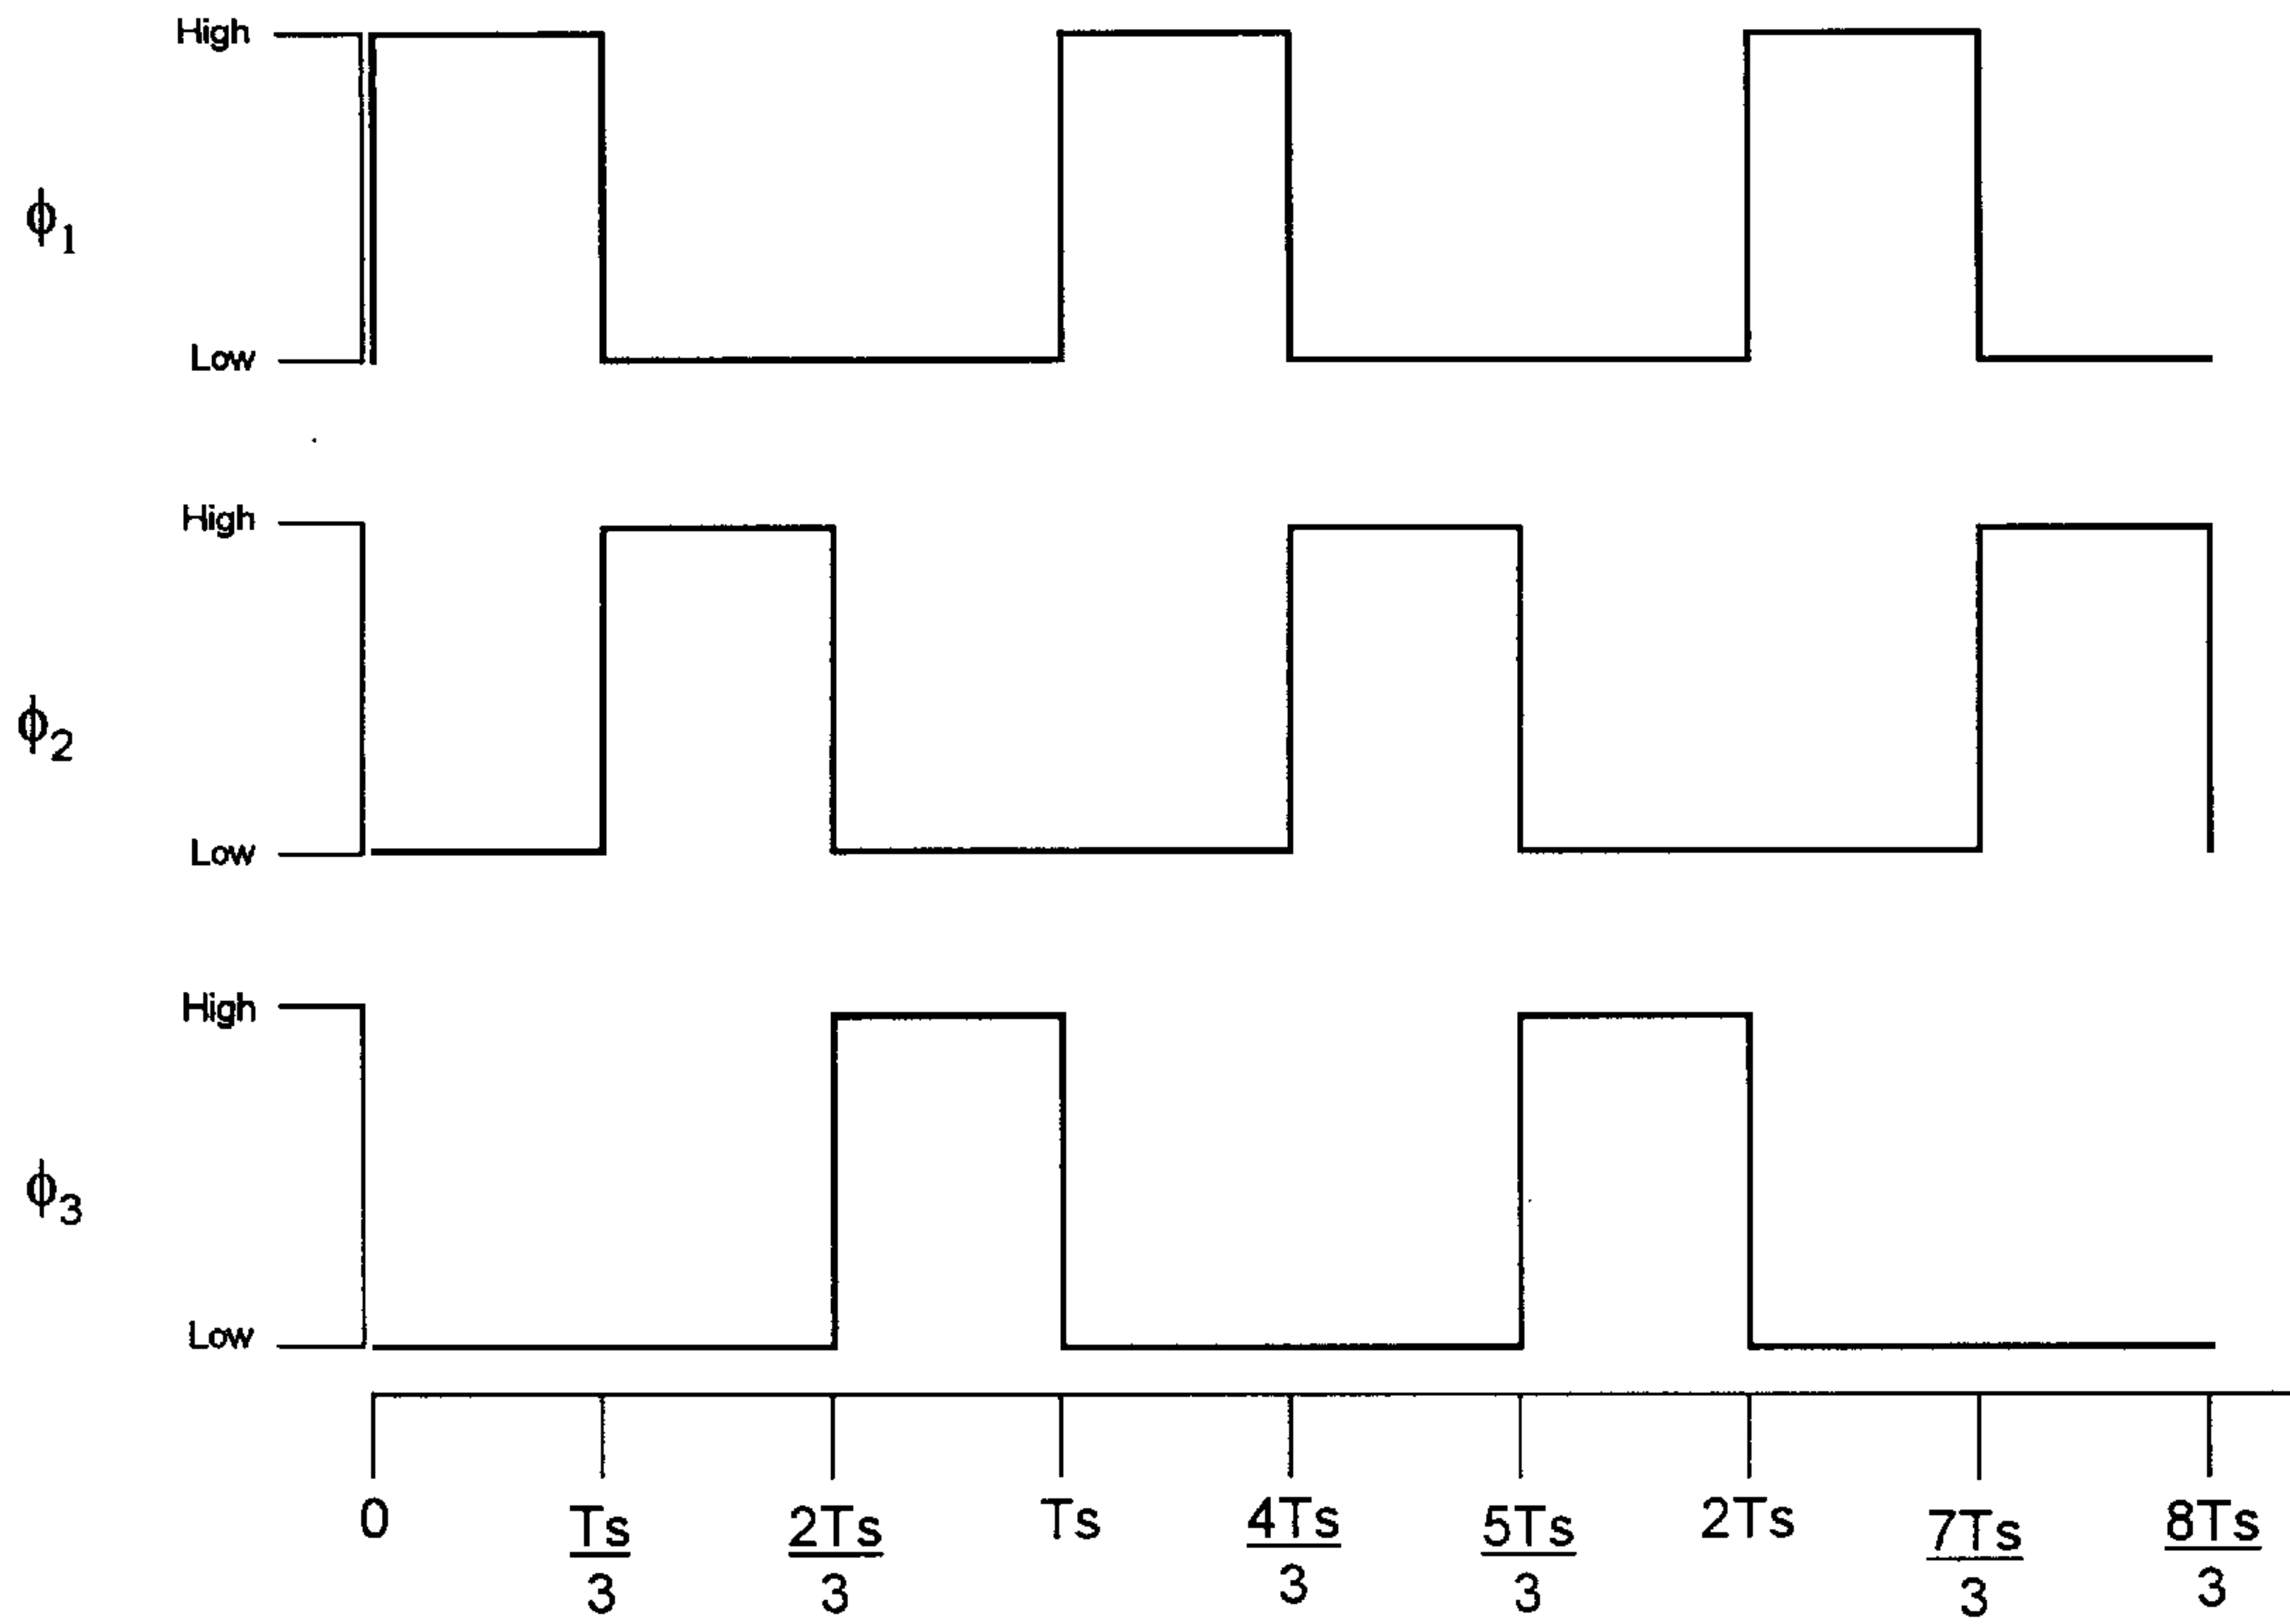 High
ϕ1
Low
High
ϕ2
Low
High
ϕ3
Low
0 Ts/3 2Ts/3 Ts 4Ts/3 5Ts/3 2Ts 7Ts/3 8Ts/3